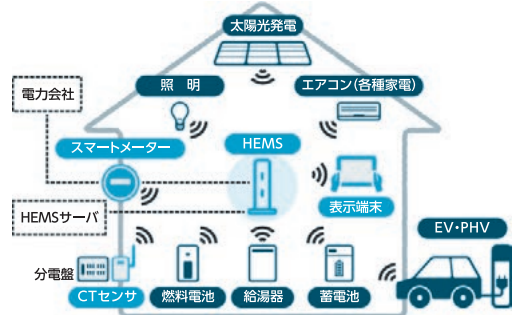 太陽光発電
照 明
エアコン(各種家電)
電力会社
スマートメーター
HEMS
表示端末
HEMSサーバ
EV・PHV
分電盤
CTセンサ
燃料電池
給湯器
蓄電池